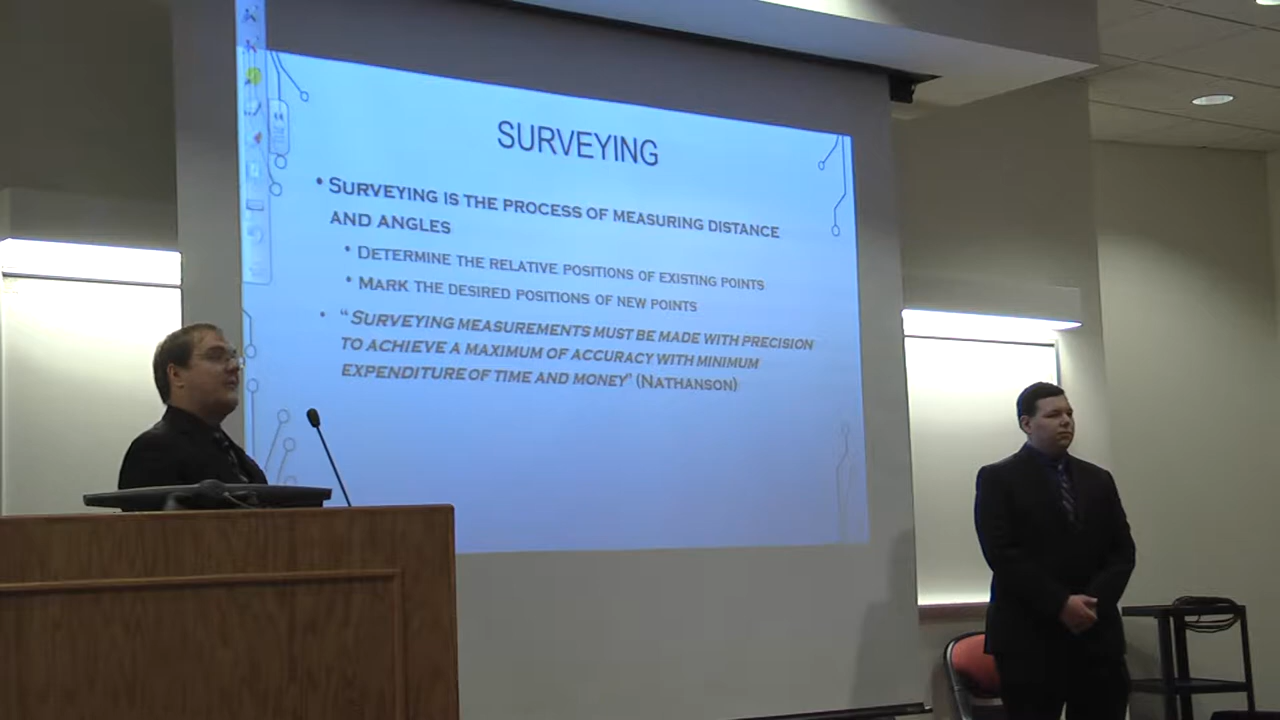 SURVEYING
• SURVEYING IS THE PROCESS OF MEASURING DISTANCE
AND ANGLES
• DETERMINE THE RELATIVE POSITIONS OF EXISTING POINTS
• MARK THE DESIRED POSITIONS OF NEW POINTS
• “SURVEYING MEASUREMENTS MUST BE MADE WITH PRECISION
TO ACHIEVE A MAXIMUM OF ACCURACY WITH MINIMUM
EXPENDITURE OF TIME AND MONEY” (NATHANSON)